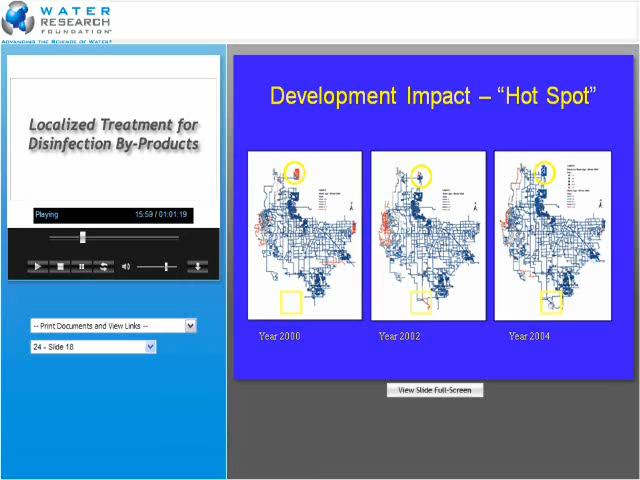 WATER
RESEARCH
FOUNDATION
ADVANCING THE SCIENCE OF WATER®
Localized Treatment for
Disinfection By-Products
Playing 15:59 / 01:01:19
-- Print Documents and View Links --
24 - Slide 18
Development Impact – “Hot Spot”
Year 2000
Year 2002
Year 2004
View Slide Full-Screen